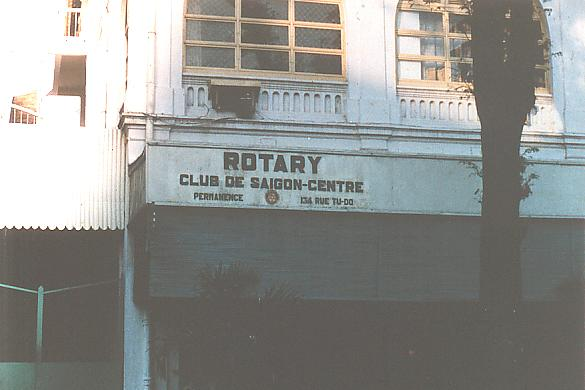 ROTARY
CLUB DE SAIGON-CENTRE
PERMANENCE 134 RUE TU-DO